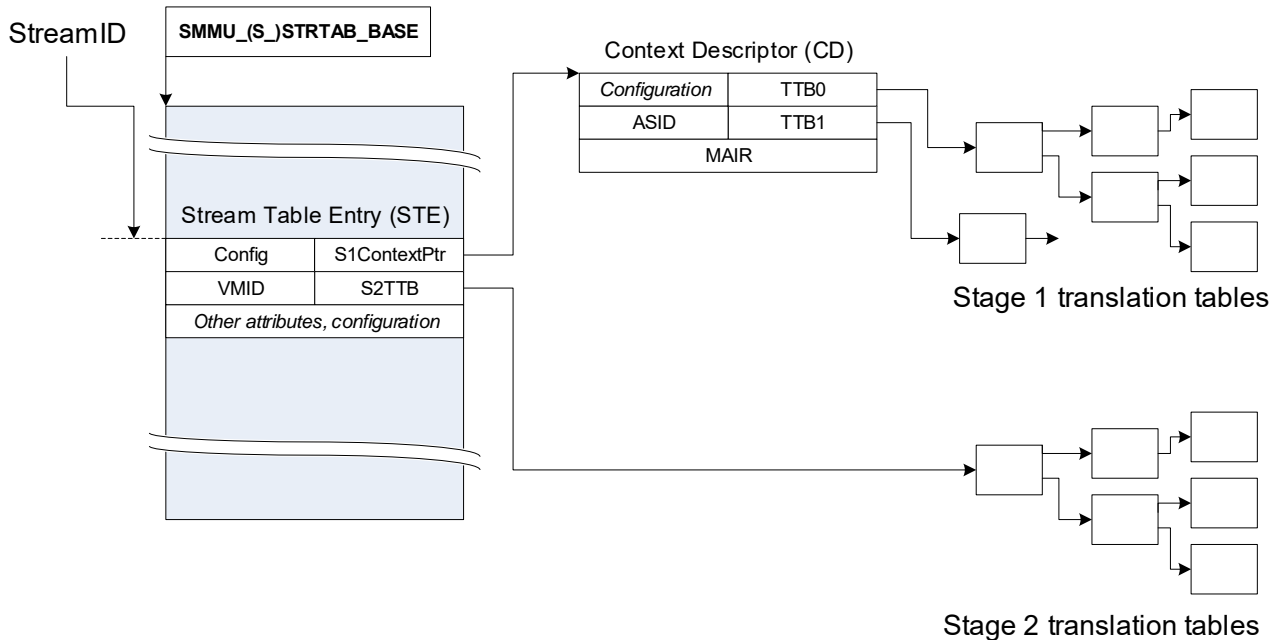 StreamID
SMMU_(S_)STRTAB_BASE
Context Descriptor (CD)
Configuration TTB0
ASID TTB1
MAIR
Stream Table Entry (STE)
Config S1ContextPtr
VMID S2TTB
Other attributes, configuration
Stage 1 translation tables
Stage 2 translation tables